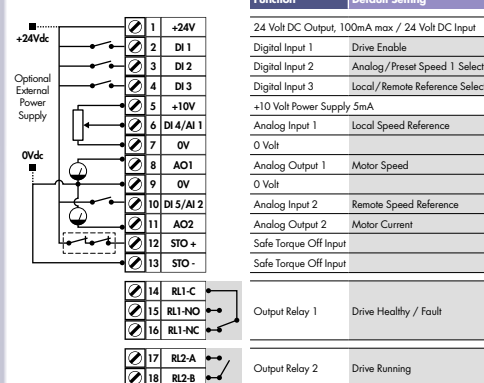 Function Default Setting
+24Vdc
Optional
External
Power
Supply
0Vdc
1 +24V 24 Volt DC Output, 100mA max / 24 Volt DC Input
2 DI 1 Digital Input 1 Drive Enable
3 DI 2 Digital Input 2 Analog/Preset Speed 1 Select
4 DI 3 Digital Input 3 Local/Remote Reference Selec
5 +10V +10 Volt Power Supply 5mA
6 DI 4/AI 1 Analog Input 1 Local Speed Reference
7 0V 0 Volt
8 AO1 Analog Output 1 Motor Speed
9 0V 0 Volt
10 DI 5/AI 2 Analog Input 2 Remote Speed Reference
11 AO2 Analog Output 2 Motor Current
12 STO + Safe Torque Off Input
13 STO - Safe Torque Off Input
14 RL1-C
15 RL1-NO Output Relay 1 Drive Healthy / Fault
16 RL1-NC
17 RL2-A Output Relay 2 Drive Running
18 RL2-B